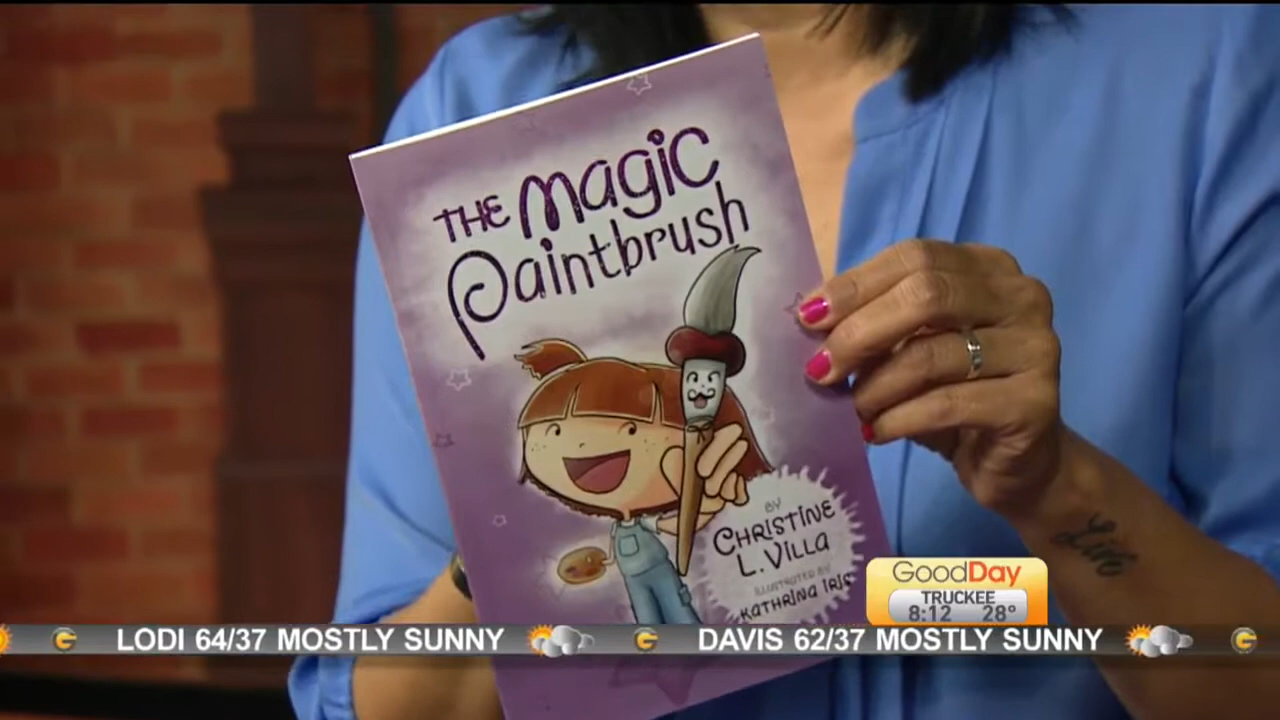 THE magic
Paintbrush
BY
CHRISTINE
L. VILLA
ILLUSTRATED BY
KATHRINA IRIS
Live
GoodDay
TRUCKEE
8:12 28°
LODI 64/37 MOSTLY SUNNY DAVIS 62/37 MOSTLY SUNNY